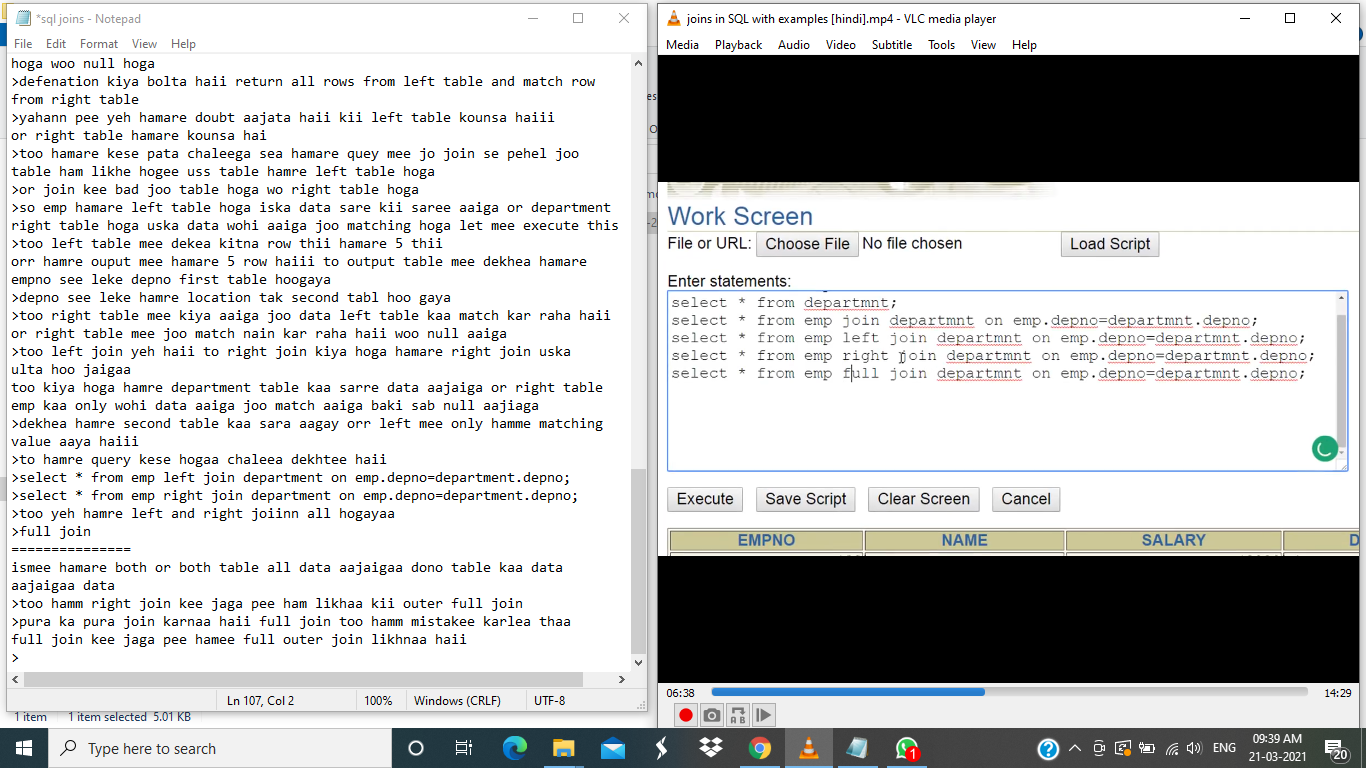 *sql joins - Notepad
File Edit Format View Help
hoga woo null hoga
>defenation kiya bolta haii return all rows from left table and match row
from right table
>yahann pee yeh hamare doubt aajata haii kii left table kounsa haiii
or right table hamare kounsa hai
>too hamare kese pata chaleega sea hamare quey mee jo join se pehel joo
table ham likhe hogee uss table hamre left table hoga
>or join kee bad joo table hoga wo right table hoga
>so emp hamare left table hoga iska data sare kii saree aaiga or department
right table hoga uska data wohi aaiga joo matching hoga let mee execute this
>too left table mee dekea kitna row thii hamare 5 thii
orr hamre ouput mee hamare 5 row haiii to output table mee dekhea hamare
empno see leke depno first table hoogaya
>depno see leke hamre location tak second tabl hoo gaya
>too right table mee kiya aaiga joo data left table kaa match kar raha haii
or right table mee joo match nain kar raha haii woo null aaiga
>too left join yeh haii to right join kiya hoga hamare right join uska
ulta hoo jaigaa
too kiya hoga hamre department table kaa sarre data aajaiga or right table
emp kaa only wohi data aaiga joo match aaiga baki sab null aajiaga
>dekhea hamre second table kaa sara aagay orr left mee only hamme matching
value aaya haiii
>to hamre query kese hogaa chaleea dekhtee haii
>select * from emp left join department on emp.depno=department.depno;
>select * from emp right join department on emp.depno=department.depno;
>too yeh hamre left and right joiinn all hogayaa
>full join
===============
ismee hamare both or both table all data aajaigaa dono table kaa data
aajaigaa data
>too hamm right join kee jaga pee ham likhaa kii outer full join
>pura ka pura join karnaa haii full join too hamm mistakee karlea thaa
full join kee jaga pee hamee full outer join likhnaa haii
>
Ln 107, Col 2 100% Windows (CRLF) UTF-8
1 item 1 item selected 5.01 KB
joins in SQL with examples [hindi].mp4 - VLC media player
Media Playback Audio Video Subtitle Tools View Help
Work Screen
File or URL: Choose File No file chosen Load Script
Enter statements:
select * from departmnt;
select * from emp join departmnt on emp.depno=departmnt.depno;
select * from emp left join departmnt on emp.depno=departmnt.depno;
select * from emp right join departmnt on emp.depno=departmnt.depno;
select * from emp full join departmnt on emp.depno=departmnt.depno;
Execute Save Script Clear Screen Cancel
EMPNO NAME SALARY D
06:38 14:29
Type here to search
1
ENG
09:39 AM
21-03-2021
20